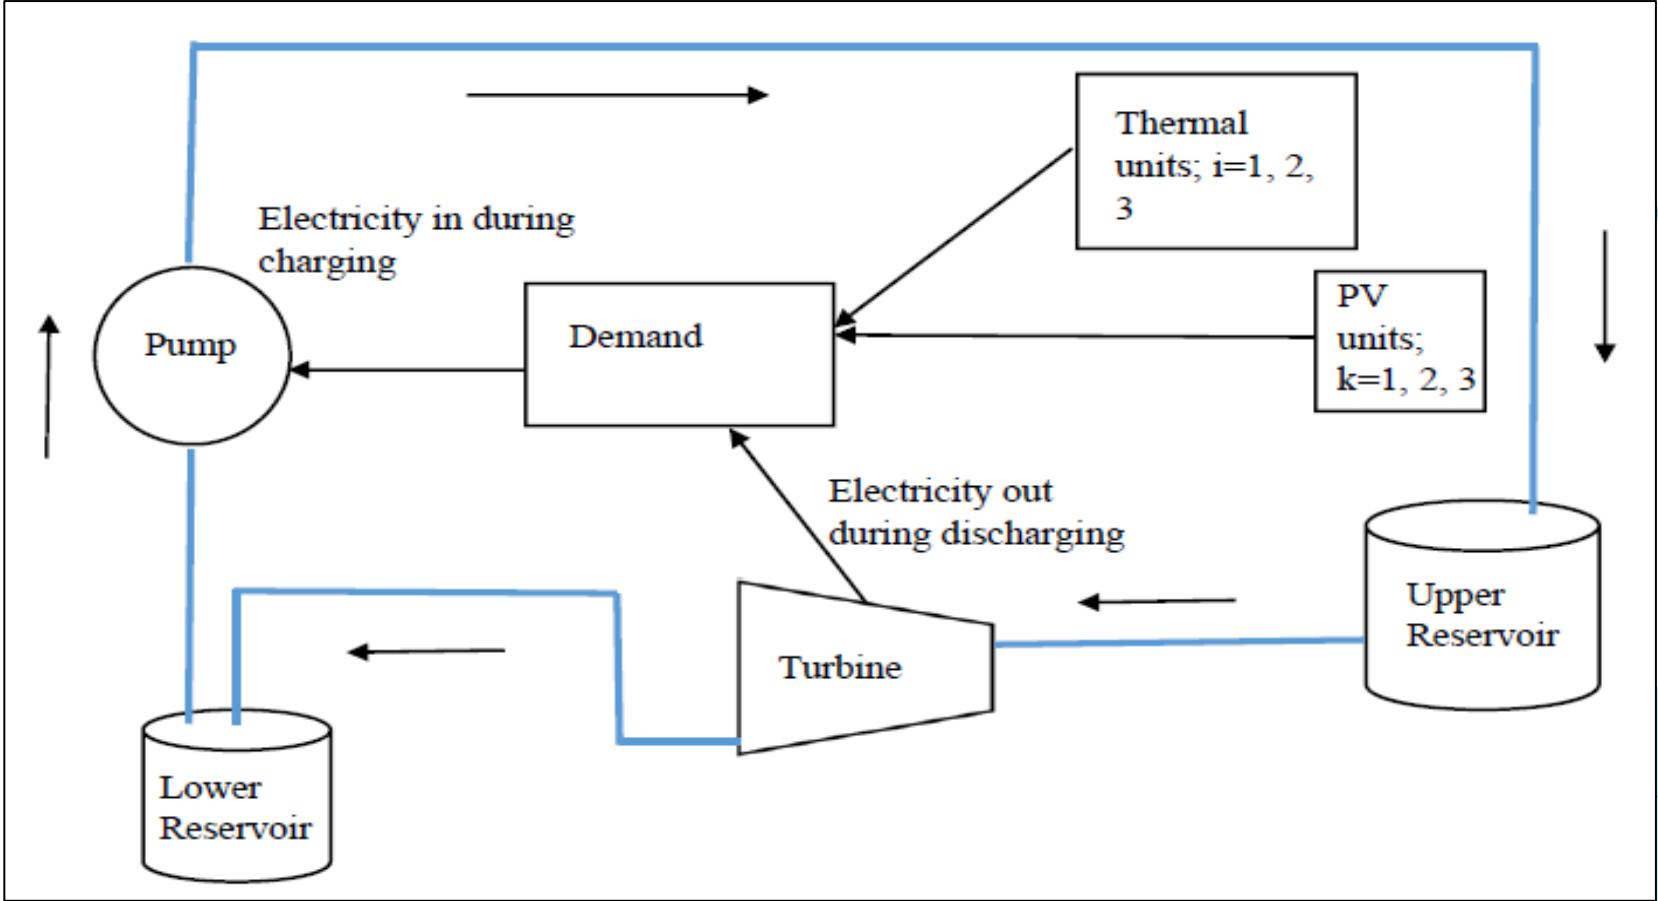 Thermal
units; i=1, 2,
3
Electricity in during
charging
PV
units;
k=1, 2, 3
Pump
Demand
Electricity out
during discharging
Upper
Reservoir
Turbine
Lower
Reservoir